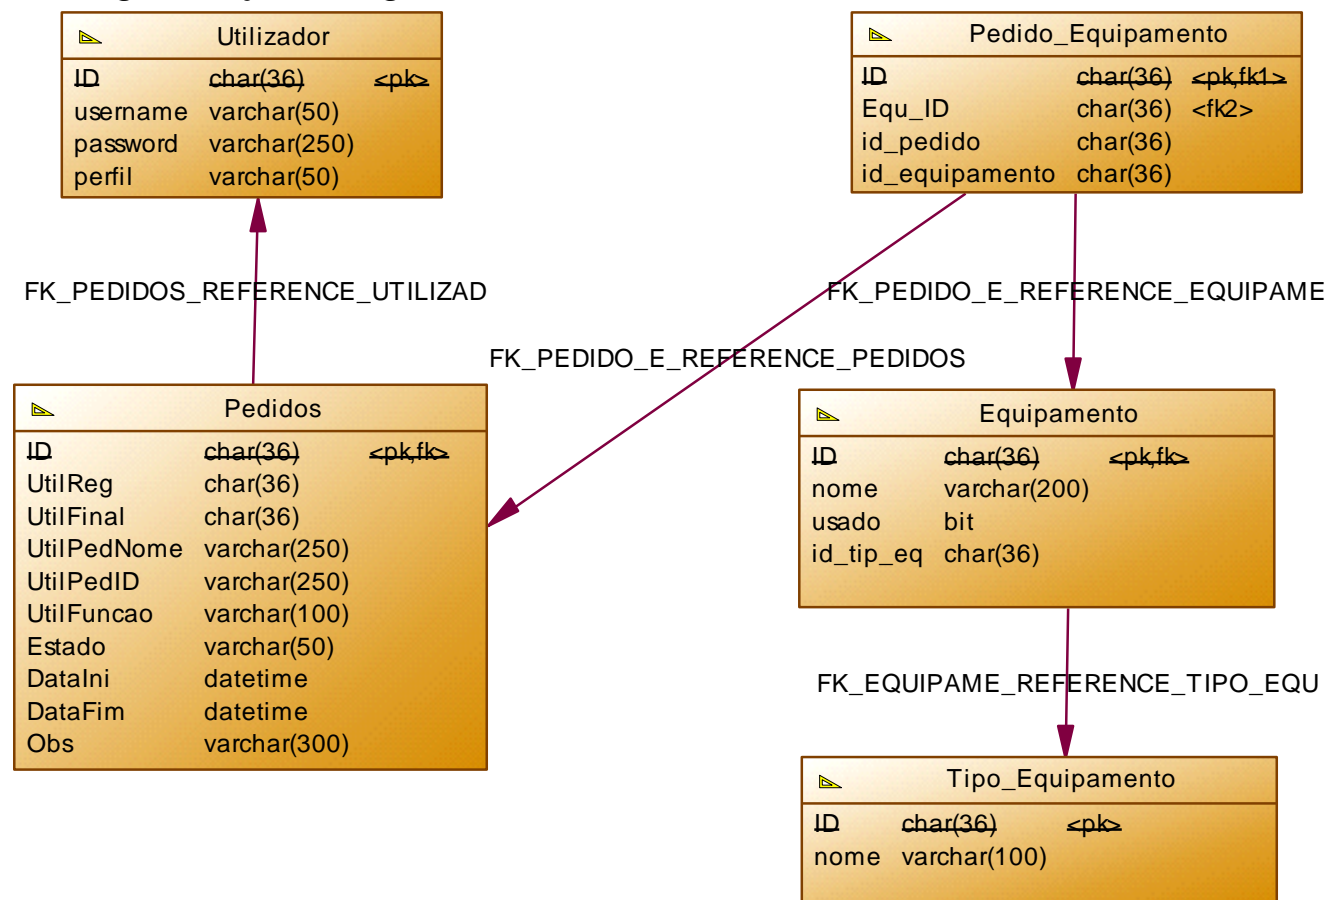 Utilizador
ID char(36) <pk>
username varchar(50)
password varchar(250)
perfil varchar(50)
Pedido_Equipamento
ID char(36) <pk,fk1>
Equ_ID char(36) <fk2>
id_pedido char(36)
id_equipamento char(36)
FK_PEDIDOS_REFERENCE_UTILIZAD
FK_PEDIDO_E_REFERENCE_EQUIPAME
FK_PEDIDO_E_REFERENCE_PEDIDOS
Pedidos
ID char(36) <pk,fk>
UtilReg char(36)
UtilFinal char(36)
UtilPedNome varchar(250)
UtilPedID varchar(250)
UtilFuncao varchar(100)
Estado varchar(50)
DataIni datetime
DataFim datetime
Obs varchar(300)
Equipamento
ID char(36) <pk,fk>
nome varchar(200)
usado bit
id_tip_eq char(36)
FK_EQUIPAME_REFERENCE_TIPO_EQU
Tipo_Equipamento
ID char(36) <pk>
nome varchar(100)